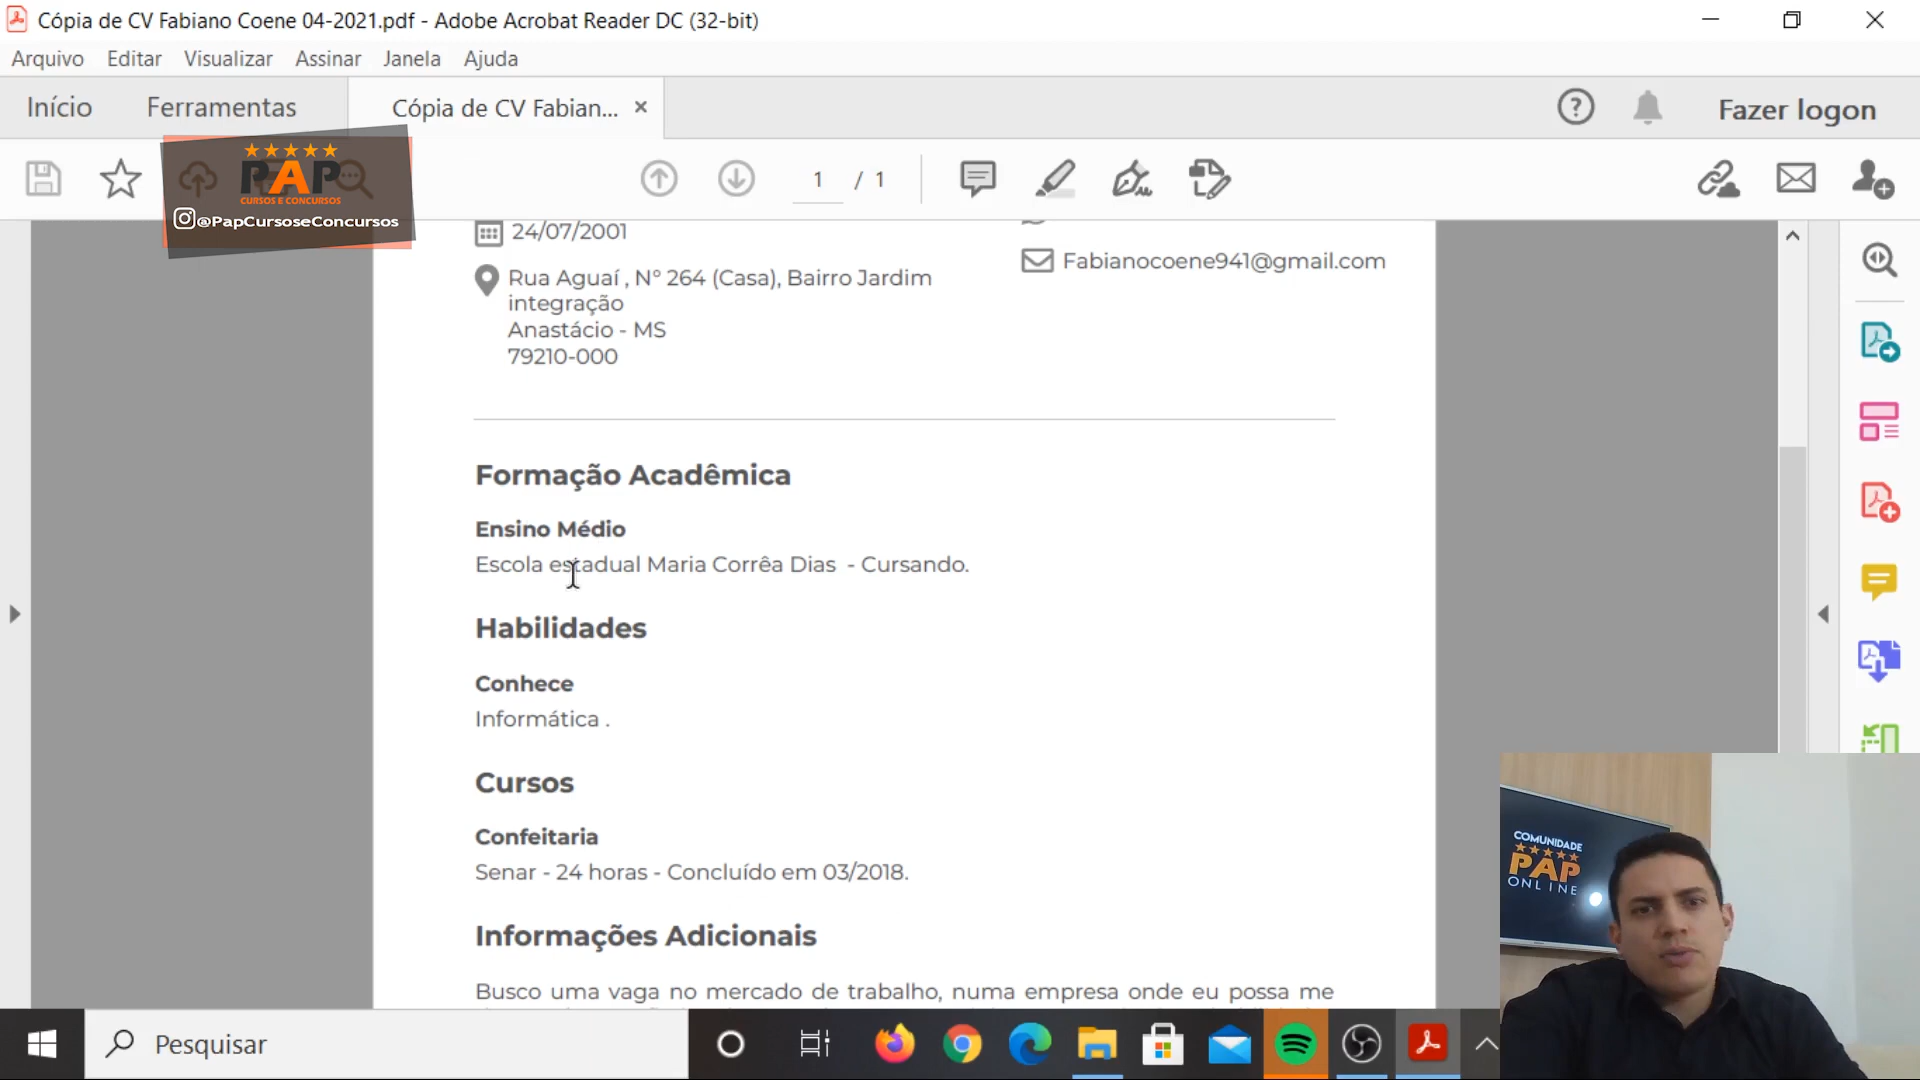 Cópia de CV Fabiano Coene 04-2021.pdf - Adobe Acrobat Reader DC (32-bit)
Arquivo Editar Visualizar Assinar Janela Ajuda
Início Ferramentas Cópia de CV Fabian... × Fazer logon
PAP
CURSOS E CONCURSOS
@PapCursoseConcursos
1 / 1
24/07/2001
Fabianocoene941@gmail.com
Rua Aguaí , N° 264 (Casa), Bairro Jardim
integração
Anastácio - MS
79210-000
Formação Acadêmica
Ensino Médio
Escola estadual Maria Corrêa Dias - Cursando.
Habilidades
Conhece
Informática .
Cursos
Confeitaria
Senar - 24 horas - Concluído em 03/2018.
Informações Adicionais
Busco uma vaga no mercado de trabalho, numa empresa onde eu possa me
COMUNIDADE
PAP
ONLINE
Pesquisar